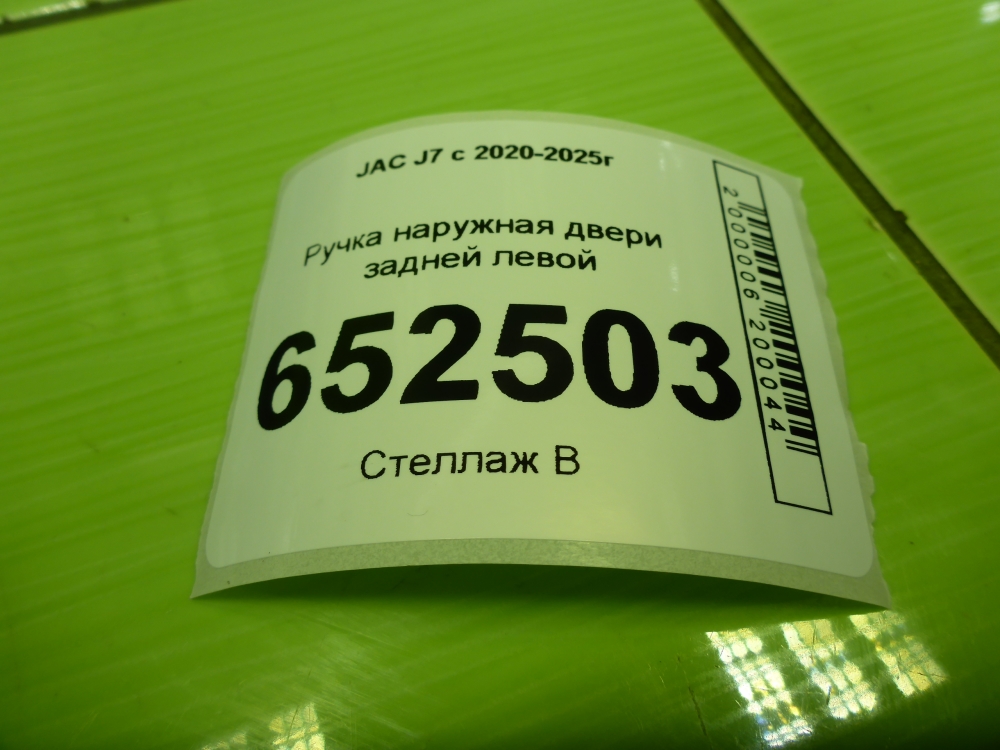 JAC J7 с 2020-2025г
Ручка наружная двери
задней левой
652503
Стеллаж В
2000006200044